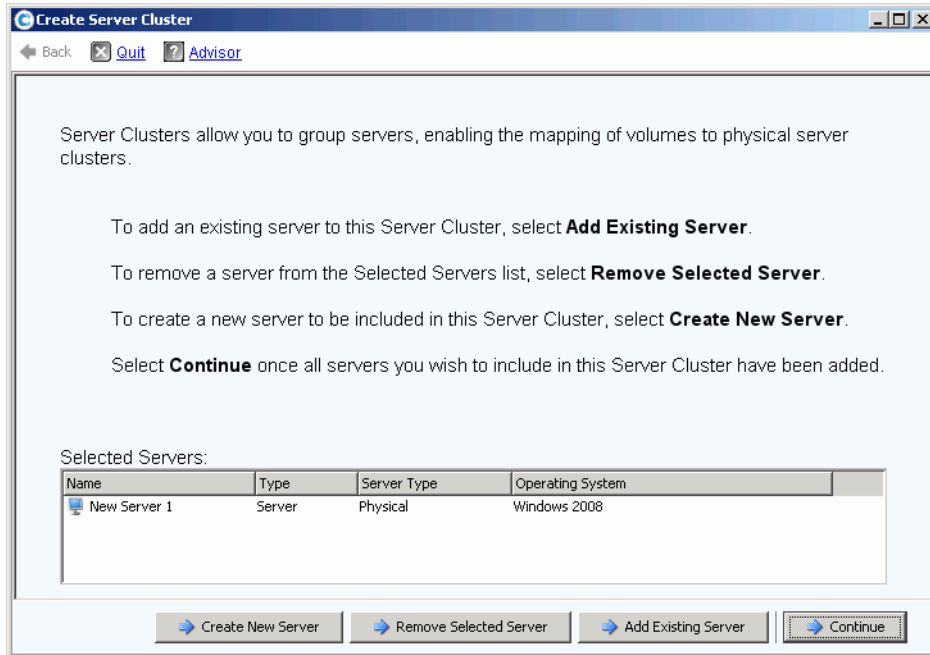 Create Server Cluster
Back Quit ? Advisor
Server Clusters allow you to group servers, enabling the mapping of volumes to physical server
clusters.
To add an existing server to this Server Cluster, select Add Existing Server.
To remove a server from the Selected Servers list, select Remove Selected Server.
To create a new server to be included in this Server Cluster, select Create New Server.
Select Continue once all servers you wish to include in this Server Cluster have been added.
Selected Servers:
Name Type Server Type Operating System
New Server 1 Server Physical Windows 2008
Create New Server Remove Selected Server Add Existing Server Continue